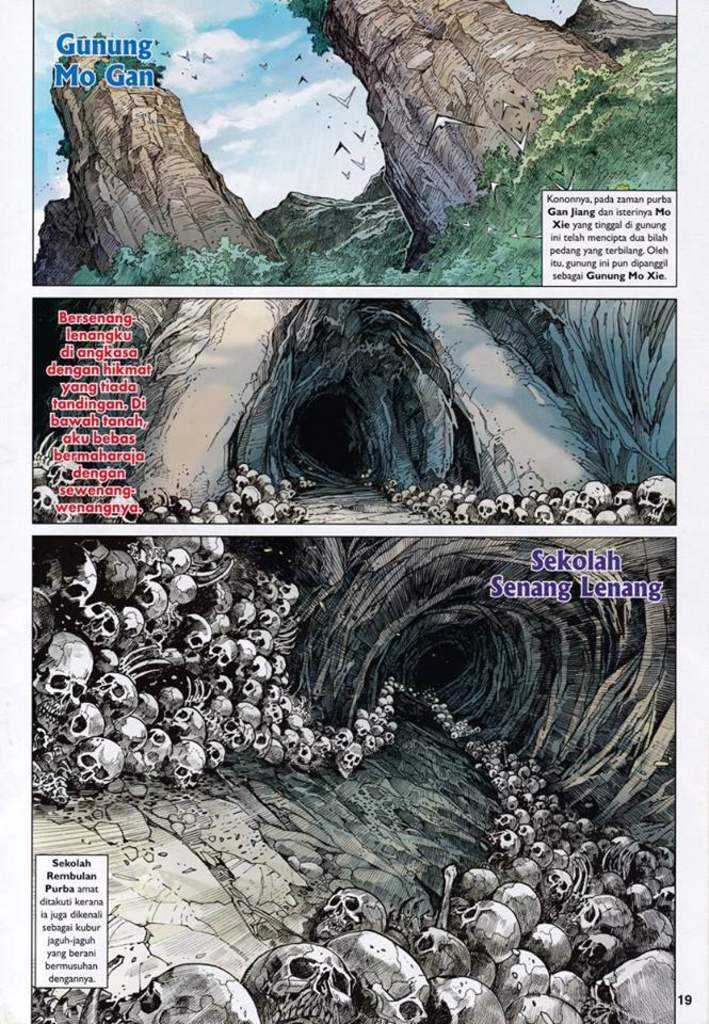 Gunung
Mo Gan
Kononnya, pada zaman purba
Gan Jiang dan isterinya Mo
Xie yang tinggal di gunung
ini telah mencipta dua bilah
pedang yang terbilang. Oleh
itu, gunung ini pun dipanggil
sebagai Gunung Mo Xie.
Bersenang-
lenangku
di angkasa
dengan hikmat
yang tiada
tandingan. Di
bawah tanah,
aku bebas
bermaharaja
dengan
sewenang-
wenangnya.
Sekolah
Senang Lenang
Sekolah
Rembulan
Purba amat
ditakuti kerana
ia juga dikenali
sebagai kubur
jaguh-jaguh
yang berani
bermusuhan
dengannya.
19